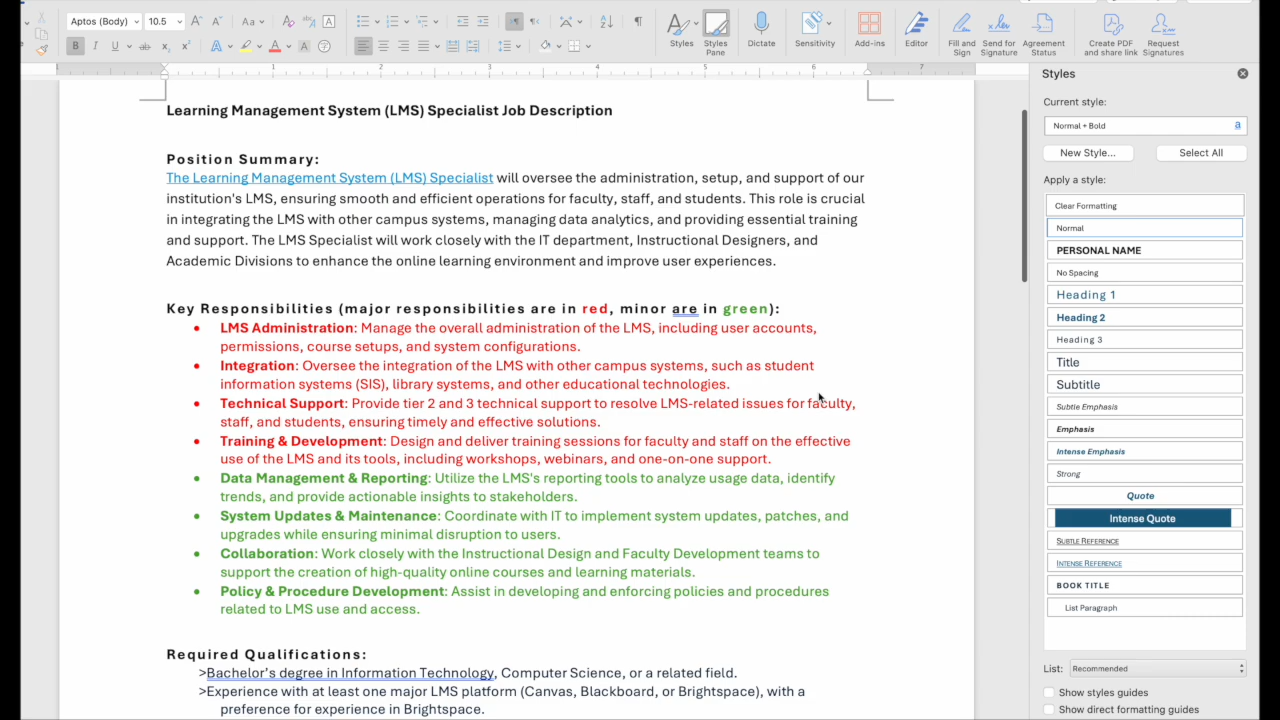 Aptos (Body)
10.5
Styles
Styles Pane
Dictate
Sensitivity
Add-ins
Editor
Fill and Sign
Send for Signature
Agreement Status
Create PDF and share link
Request Signatures
1 1 2 3 4 5 6 7
Learning Management System (LMS) Specialist Job Description
Position Summary:
The Learning Management System (LMS) Specialist will oversee the administration, setup, and support of our
institution's LMS, ensuring smooth and efficient operations for faculty, staff, and students. This role is crucial
in integrating the LMS with other campus systems, managing data analytics, and providing essential training
and support. The LMS Specialist will work closely with the IT department, Instructional Designers, and
Academic Divisions to enhance the online learning environment and improve user experiences.
Key Responsibilities (major responsibilities are in red, minor are in green):
• LMS Administration: Manage the overall administration of the LMS, including user accounts,
permissions, course setups, and system configurations.
• Integration: Oversee the integration of the LMS with other campus systems, such as student
information systems (SIS), library systems, and other educational technologies.
• Technical Support: Provide tier 2 and 3 technical support to resolve LMS-related issues for faculty,
staff, and students, ensuring timely and effective solutions.
• Training & Development: Design and deliver training sessions for faculty and staff on the effective
use of the LMS and its tools, including workshops, webinars, and one-on-one support.
• Data Management & Reporting: Utilize the LMS's reporting tools to analyze usage data, identify
trends, and provide actionable insights to stakeholders.
• System Updates & Maintenance: Coordinate with IT to implement system updates, patches, and
upgrades while ensuring minimal disruption to users.
• Collaboration: Work closely with the Instructional Design and Faculty Development teams to
support the creation of high-quality online courses and learning materials.
• Policy & Procedure Development: Assist in developing and enforcing policies and procedures
related to LMS use and access.
Required Qualifications:
>Bachelor's degree in Information Technology, Computer Science, or a related field.
>Experience with at least one major LMS platform (Canvas, Blackboard, or Brightspace), with a
preference for experience in Brightspace.
Styles
Current style:
Normal + Bold
New Style...
Select All
Apply a style:
Clear Formatting
Normal
PERSONAL NAME
No Spacing
Heading 1
Heading 2
Heading 3
Title
Subtitle
Subtle Emphasis
Emphasis
Intense Emphasis
Strong
Quote
Intense Quote
SUBTLE REFERENCE
INTENSE REFERENCE
BOOK TITLE
List Paragraph
List: Recommended
Show styles guides
Show direct formatting guides